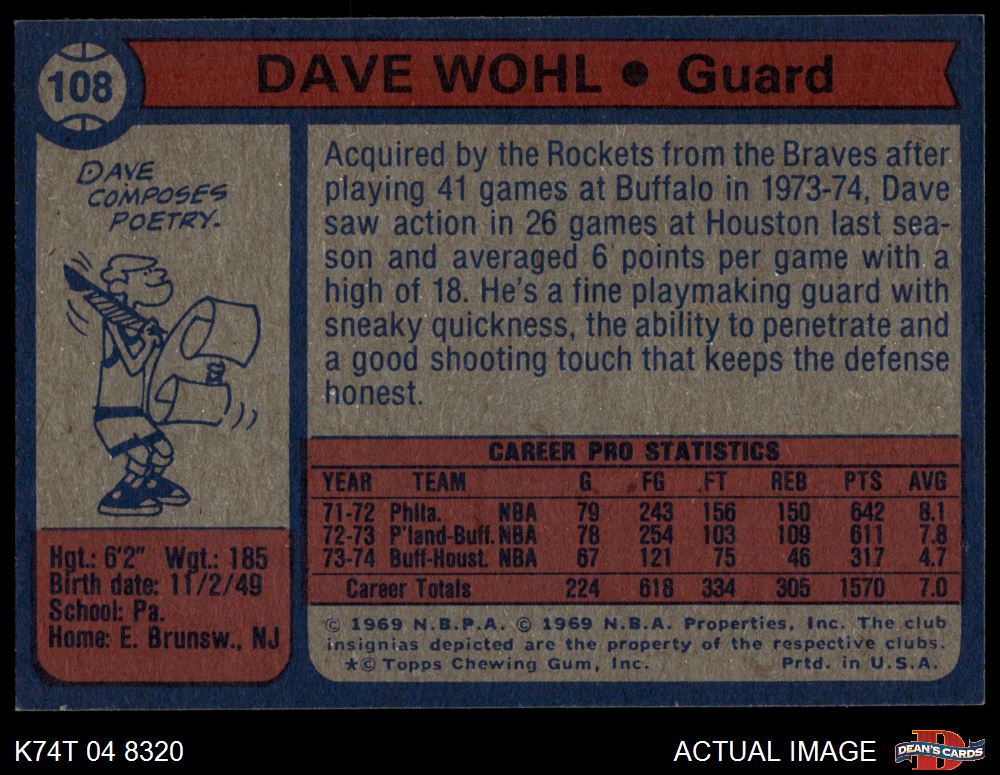 108
DAVE WOHL ● Guard
DAVE
COMPOSES
POETRY.
Acquired by the Rockets from the Braves after
playing 41 games at Buffalo in 1973-74, Dave
saw action in 26 games at Houston last sea-
son and averaged 6 points per game with a
high of 18. He's a fine playmaking guard with
sneaky quickness, the ability to penetrate and
a good shooting touch that keeps the defense
honest.
CAREER PRO STATISTICS
YEAR TEAM G FG FT REB PTS AVG
71-72 Phila. NBA 79 243 156 150 642 8.1
72-73 P'land-Buff. NBA 78 254 103 109 611 7.8
73-74 Buff-Houst. NBA 67 121 75 46 317 4.7
Career Totals 224 618 334 305 1570 7.0
Hgt.: 6'2" Wgt.: 185
Birth date: 11/2/49
School: Pa.
Home: E. Brunsw., NJ
© 1969 N.B.P.A. © 1969 N.B.A. Properties, Inc. The club
insignias depicted are the property of the respective clubs.
*© Topps Chewing Gum, Inc. Prtd. in U.S.A.
K74T 04 8320
ACTUAL IMAGE
DEAN'S CARDS